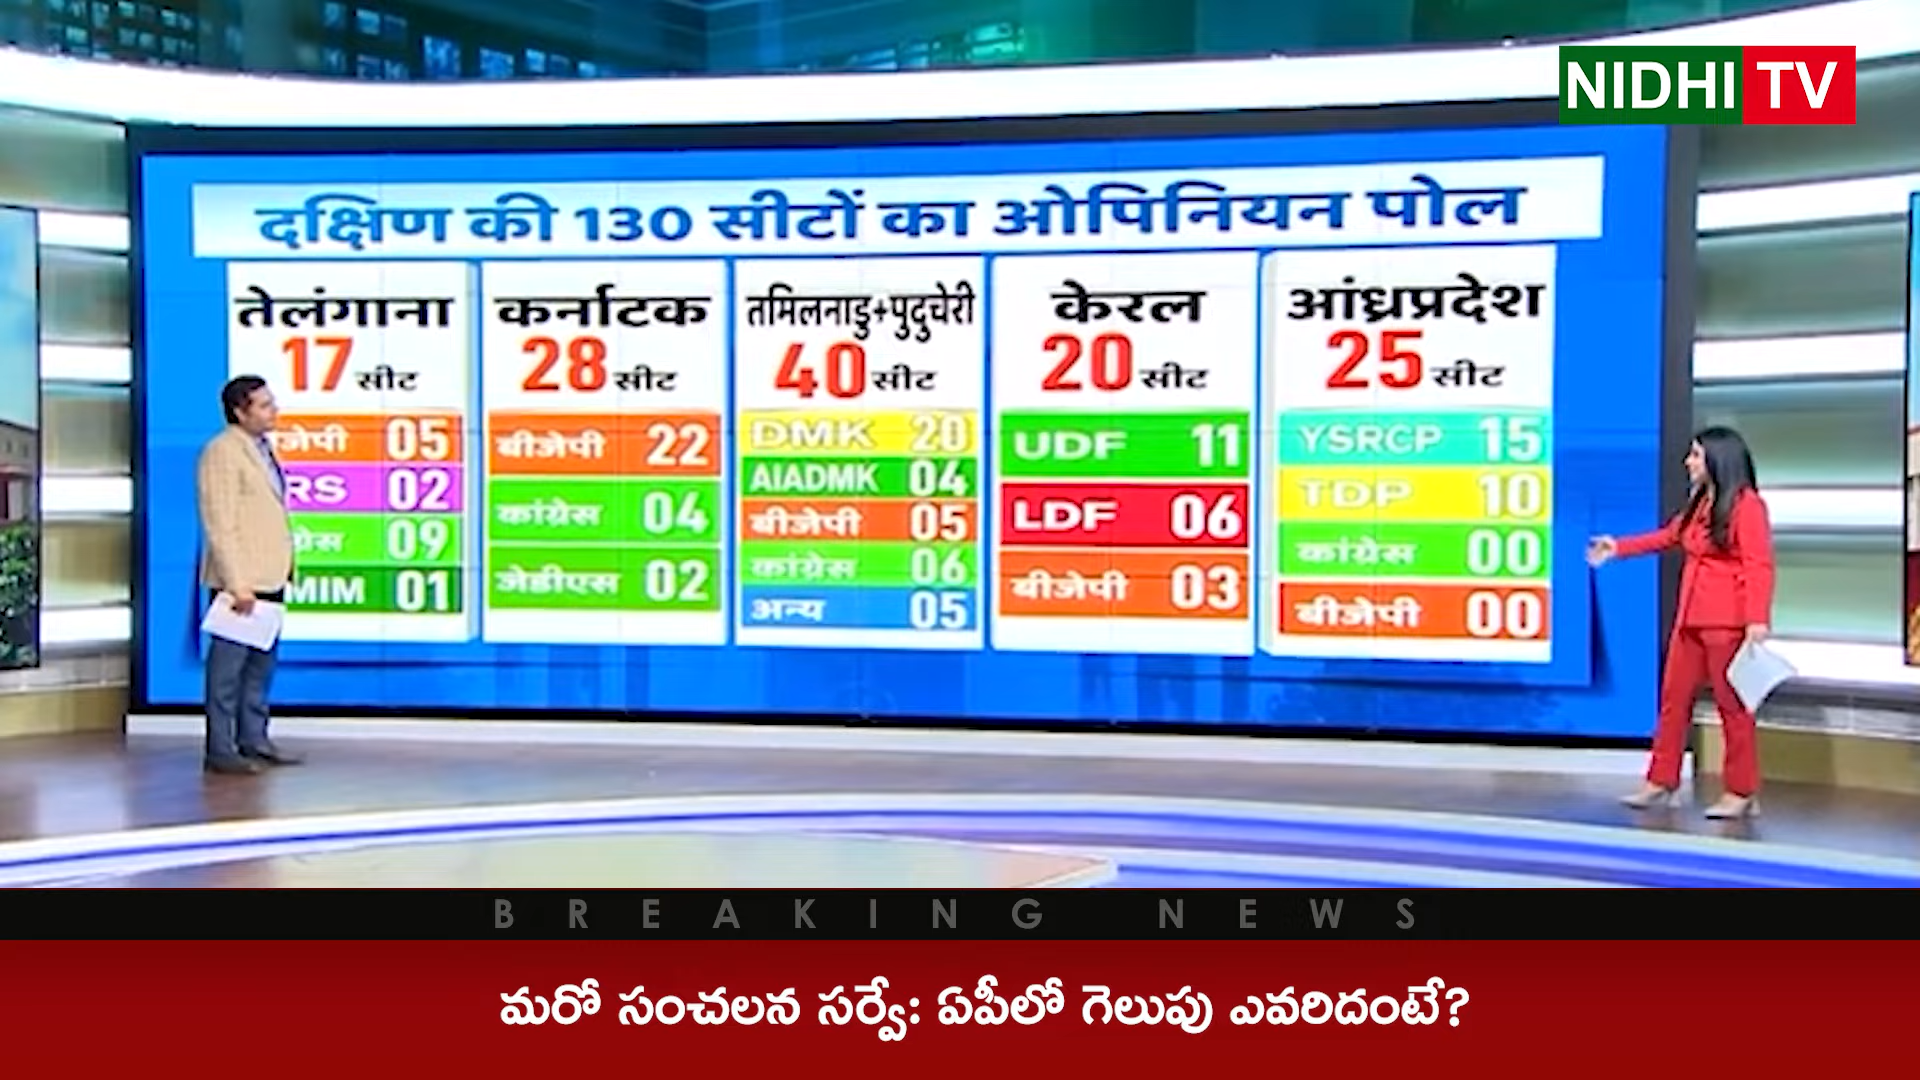 NIDHI TV
दक्षिण की 130 सीटों का ओपिनियन पोल
तेलंगाना
17 सीट
जेपी 05
RS 02
ग्रेस 09
MIM 01
कर्नाटक
28 सीट
बीजेपी 22
कांग्रेस 04
जेडीएस 02
तमिलनाडु+पुदुचेरी
40 सीट
DMK 20
AIADMK 04
बीजेपी 05
कांग्रेस 06
अन्य 05
केरल
20 सीट
UDF 11
LDF 06
बीजेपी 03
आंध्रप्रदेश
25 सीट
YSRCP 15
TDP 10
कांग्रेस 00
बीजेपी 00
BREAKING NEWS
మరో సంచలన సర్వే: ఏపీలో గెలుపు ఎవరిదంటే?